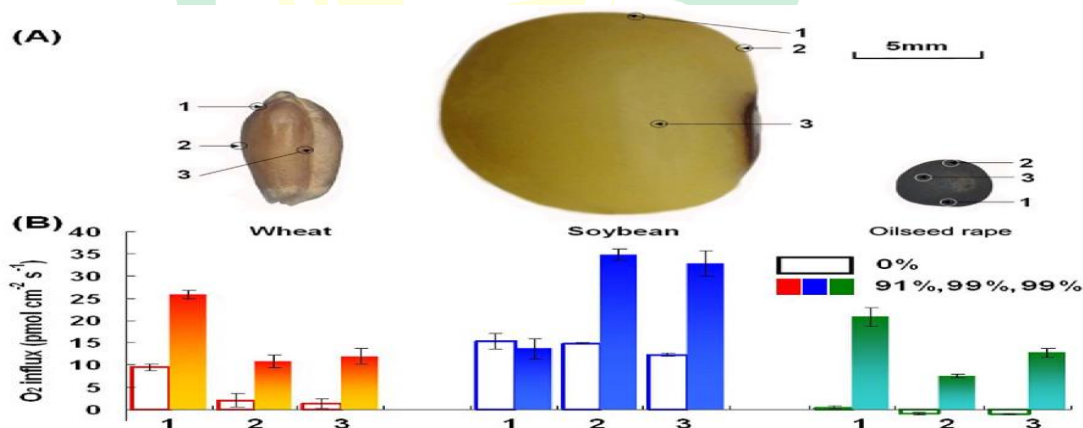 (A)
1
2
5mm
1
2
3
3
2
3
1
(B)
Wheat
Soybean
Oilseed rape
O₂ influx (pmol cm⁻² s⁻¹)
40
35
30
25
20
15
10
5
0
0%
91%,99%,99%
1 2 3 1 2 3 1 2 3